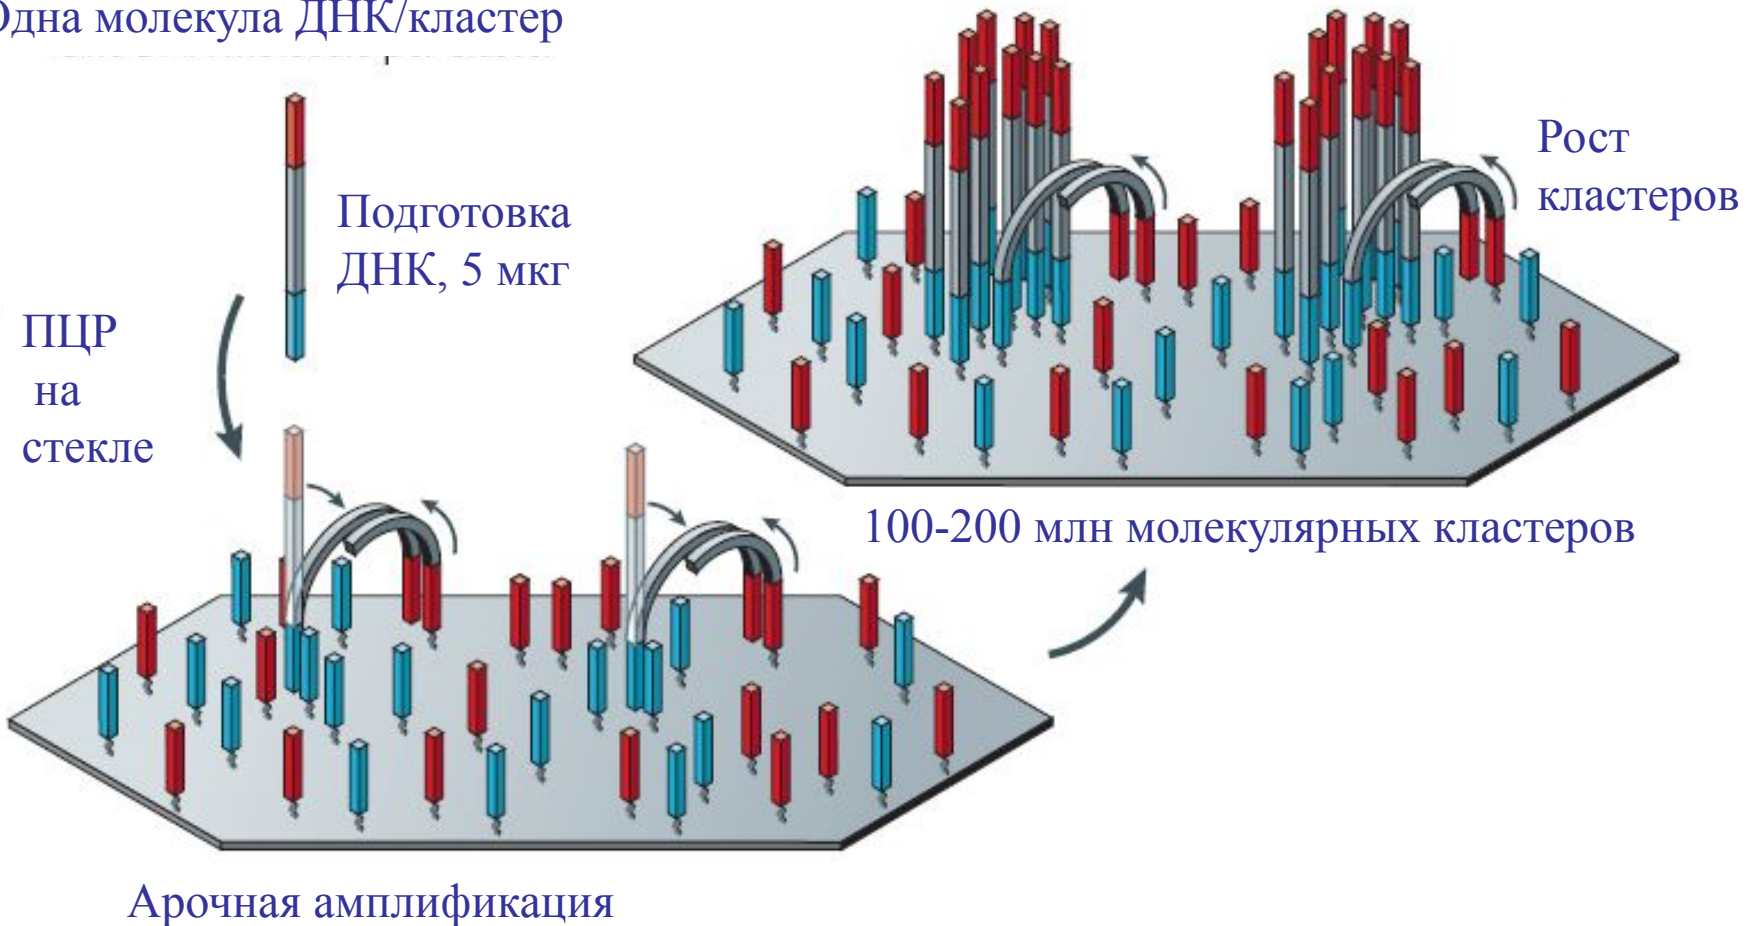 Одна молекула ДНК/кластер
Подготовка
ДНК, 5 мкг
ПЦР
на
стекле
Рост
кластеров
100-200 млн молекулярных кластеров
Арочная амплификация